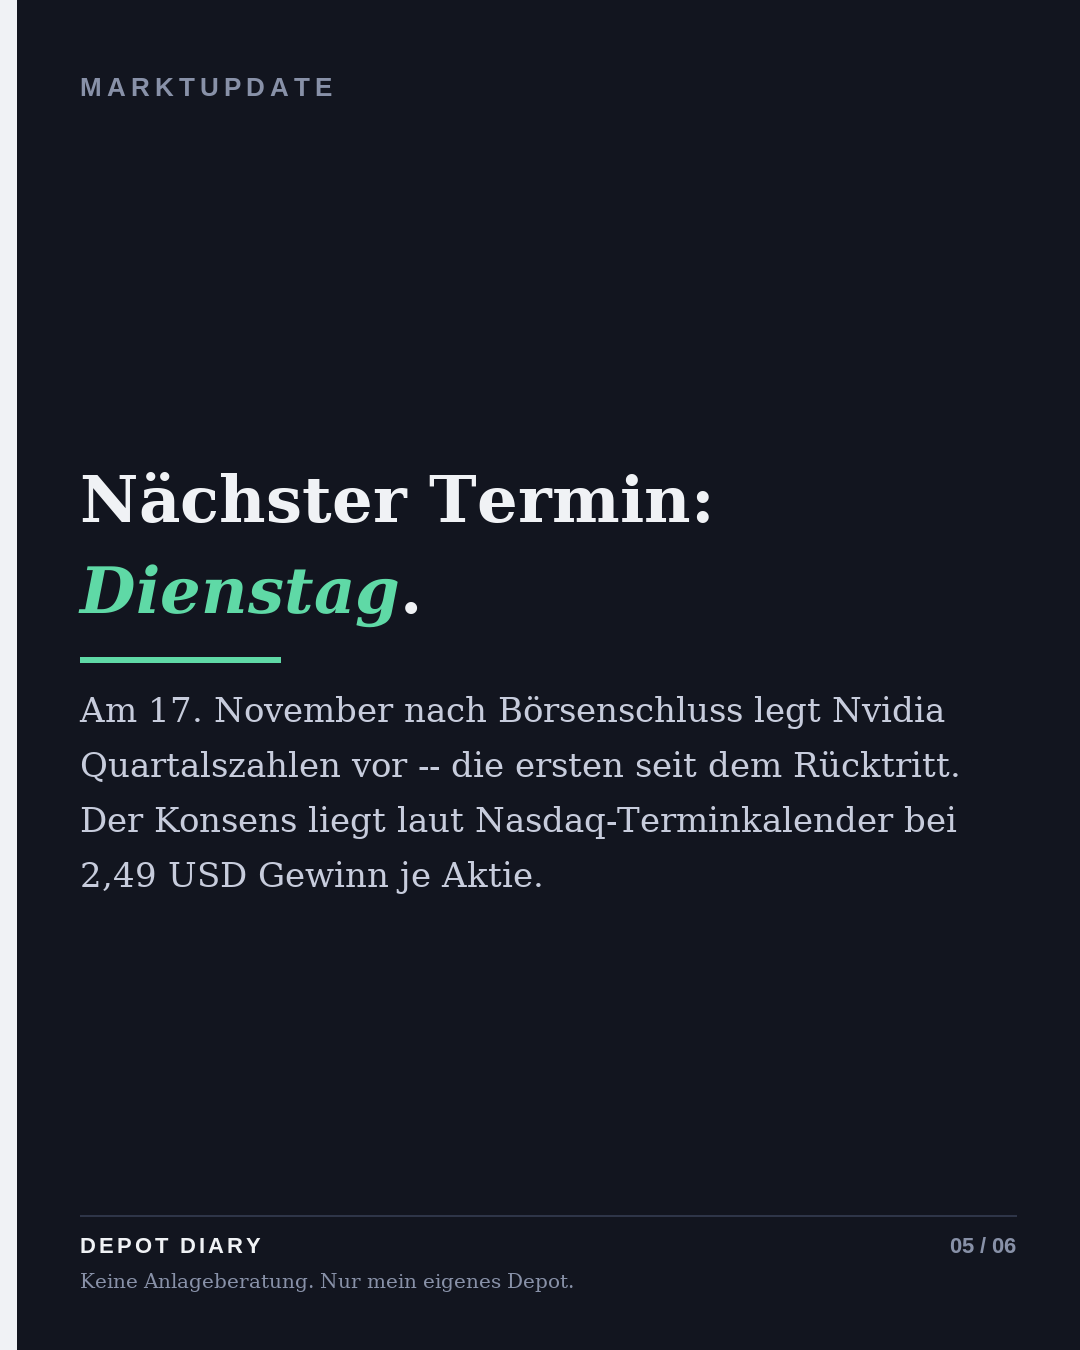 MARKTUPDATE
Nächster Termin:
Dienstag.
Am 17. November nach Börsenschluss legt Nvidia
Quartalszahlen vor -- die ersten seit dem Rücktritt.
Der Konsens liegt laut Nasdaq-Terminkalender bei
2,49 USD Gewinn je Aktie.
DEPOT DIARY
05 / 06
Keine Anlageberatung. Nur mein eigenes Depot.